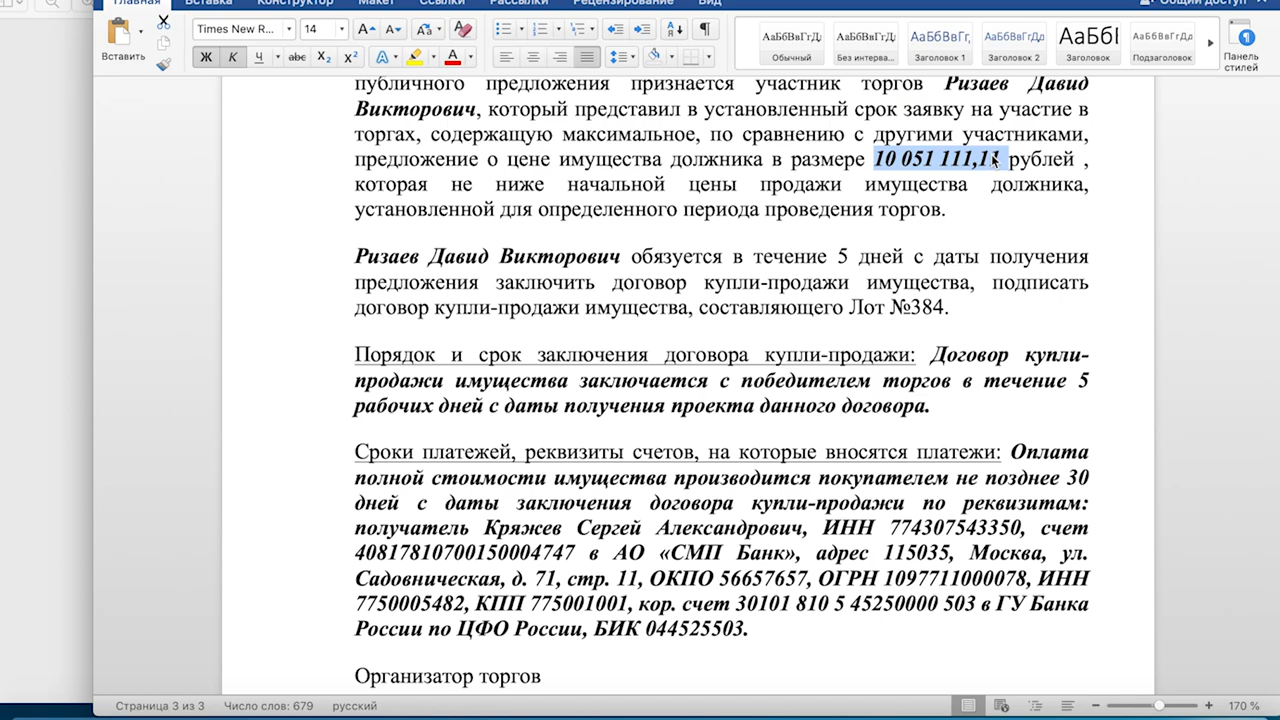 Главная Вставка Конструктор Макет Ссылки Рассылки Рецензирование Вид Общий доступ
Times New R... 14
Вставить
Ж К Ч abc X₂ X²
АаБбВвГгДд, АаБбВвГгДд, АаБбВвГг, АаБбВвГгДд, АаБбІ АаБбВвГгДд
Обычный Без интерва... Заголовок 1 Заголовок 2 Заголовок Подзаголовок
Панель стилей
публичного предложения признается участник торгов Ризаев Давид
Викторович, который представил в установленный срок заявку на участие в
торгах, содержащую максимальное, по сравнению с другими участниками,
предложение о цене имущества должника в размере 10 051 111,11 рублей ,
которая не ниже начальной цены продажи имущества должника,
установленной для определенного периода проведения торгов.
Ризаев Давид Викторович обязуется в течение 5 дней с даты получения
предложения заключить договор купли-продажи имущества, подписать
договор купли-продажи имущества, составляющего Лот №384.
Порядок и срок заключения договора купли-продажи: Договор купли-
продажи имущества заключается с победителем торгов в течение 5
рабочих дней с даты получения проекта данного договора.
Сроки платежей, реквизиты счетов, на которые вносятся платежи: Оплата
полной стоимости имущества производится покупателем не позднее 30
дней с даты заключения договора купли-продажи по реквизитам:
получатель Кряжев Сергей Александрович, ИНН 774307543350, счет
40817810700150004747 в АО «СМП Банк», адрес 115035, Москва, ул.
Садовническая, д. 71, стр. 11, ОКПО 56657657, ОГРН 1097711000078, ИНН
7750005482, КПП 775001001, кор. счет 30101 810 5 45250000 503 в ГУ Банка
России по ЦФО России, БИК 044525503.
Организатор торгов
Страница 3 из 3 Число слов: 679 русский 170 %